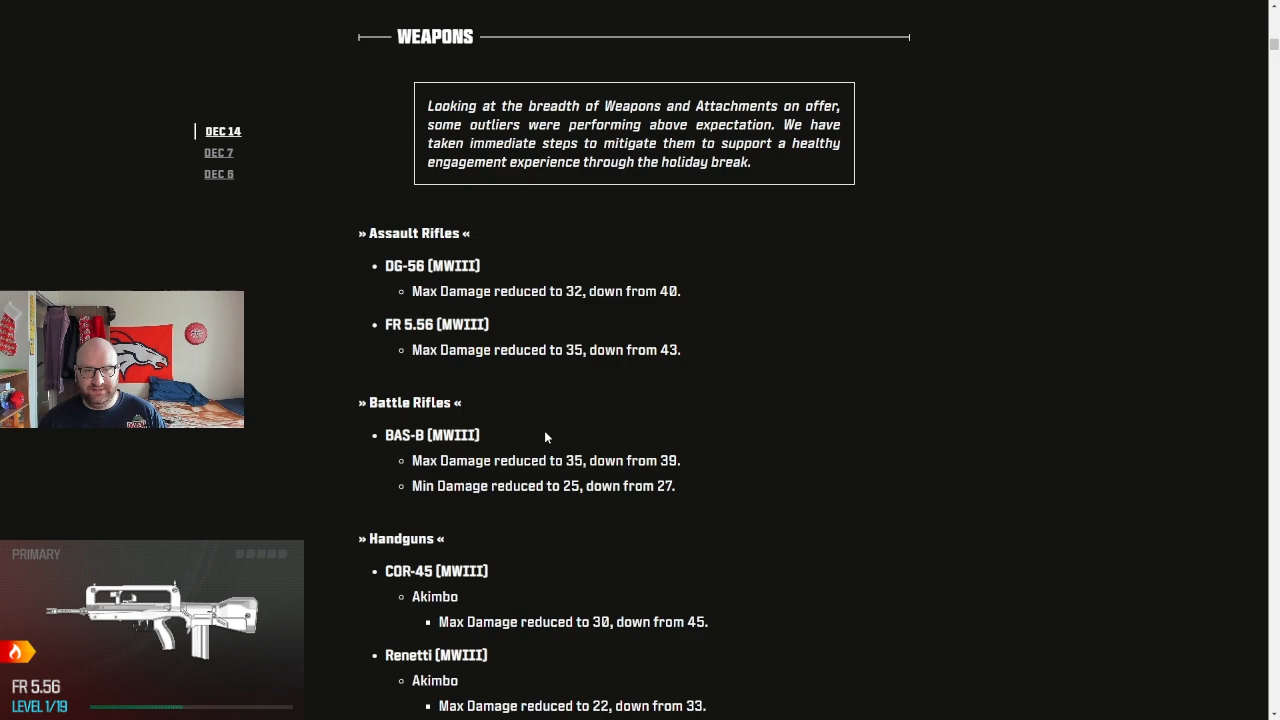 WEAPONS
Looking at the breadth of Weapons and Attachments on offer,
some outliers were performing above expectation. We have
taken immediate steps to mitigate them to support a healthy
engagement experience through the holiday break.
DEC 14
DEC 7
DEC 6
» Assault Rifles «
• DG-56 (MWIII)
Max Damage reduced to 32, down from 40.
• FR 5.56 (MWIII)
Max Damage reduced to 35, down from 43.
» Battle Rifles «
• BAS-B (MWIII)
Max Damage reduced to 35, down from 39.
Min Damage reduced to 25, down from 27.
» Handguns «
• COR-45 (MWIII)
Akimbo
Max Damage reduced to 30, down from 45.
• Renetti (MWIII)
Akimbo
Max Damage reduced to 22, down from 33.
PRIMARY
FR 5.56
LEVEL 1/19